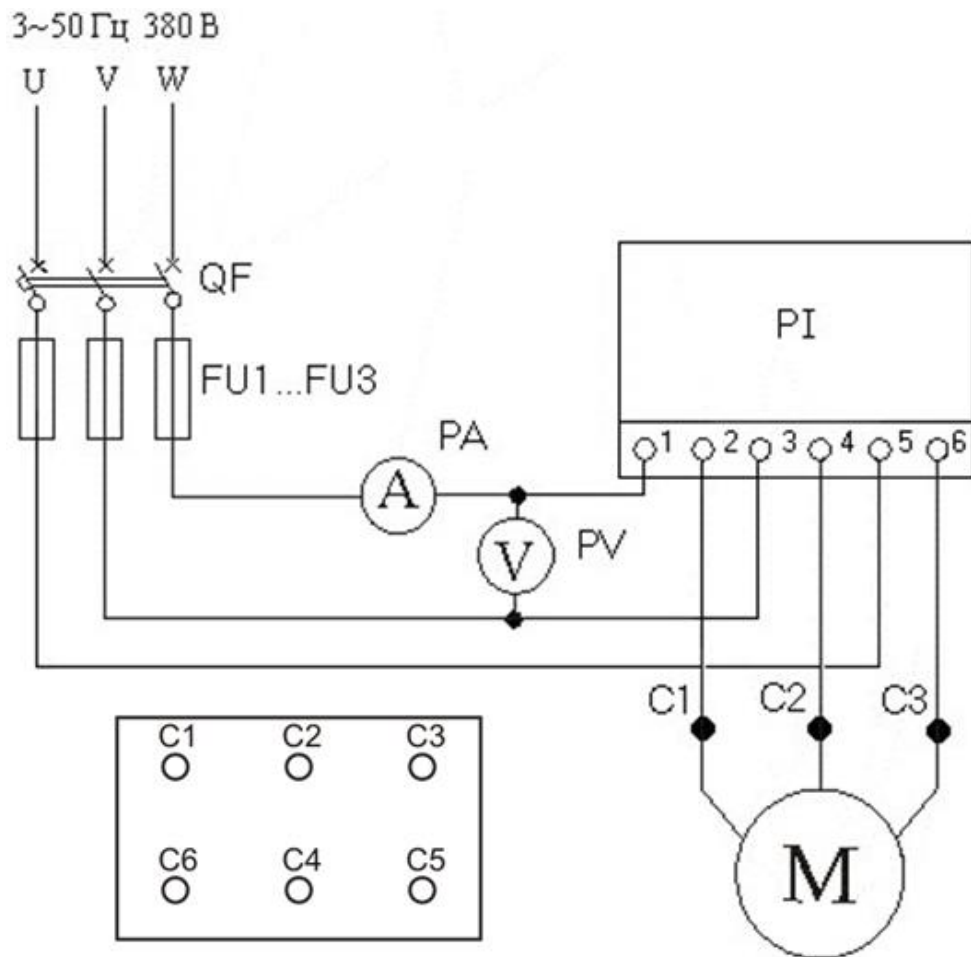 3~50 Гц 380 В
U V W
QF
PI
FU1...FU3
1 2 3 4 5 6
PA
A
PV
V
C1 C2 C3
C1 C2 C3
C6 C4 C5
M